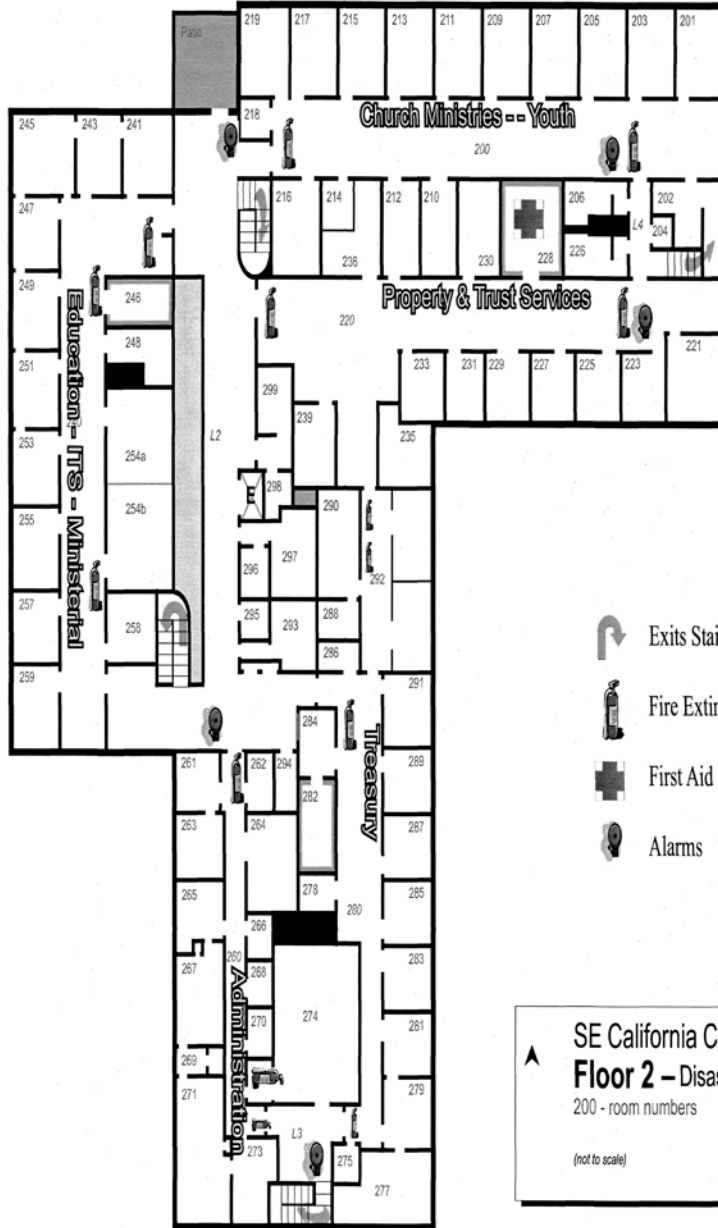 Patio
219 217 215 213 209 207 205 203 201
218
Church Ministries -- Youth
200
245 243 241
216 214 212 210 206 202
204
L4
236 230 228 226
247
249
246
Property & Trust Services
220
221
248
251
299
233 231 229 227 225 223
239
235
L2
253
254a
Education - ITS - Ministerial
298
E
290
254b
255
297
296
292
257
258
295
293
288
286
259
291
284
Treasury
261 262 294
289
282
263
264
287
278
265
280
285
266
260
267
268
283
274
Administration
270
281
269
271
279
L3
273
275
277
Exits Stai
Fire Extin
First Aid
Alarms
SE California C
Floor 2 – Disas
200 - room numbers
(not to scale)